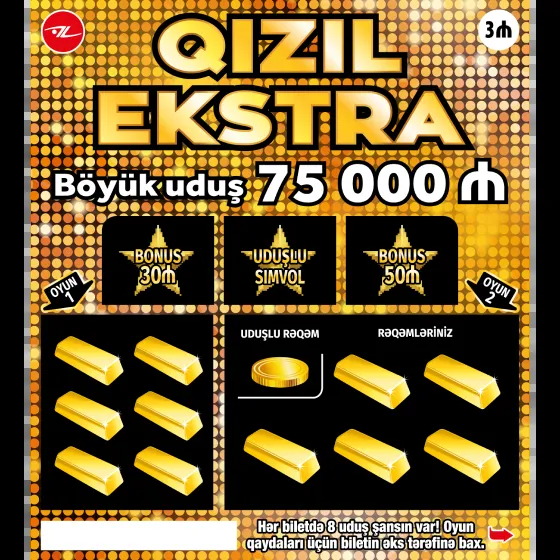 3₼
QIZIL
EKSTRA
Böyük uduş 75 000 ₼
BONUS
30₼
UDUŞLU
SIMVOL
BONUS
50₼
OYUN
1
OYUN
2
UDUŞLU RƏQƏM
RƏQƏMLƏRİNİZ
Hər biletdə 8 uduş şansın var! Oyun
qaydaları üçün biletin əks tərəfinə bax.